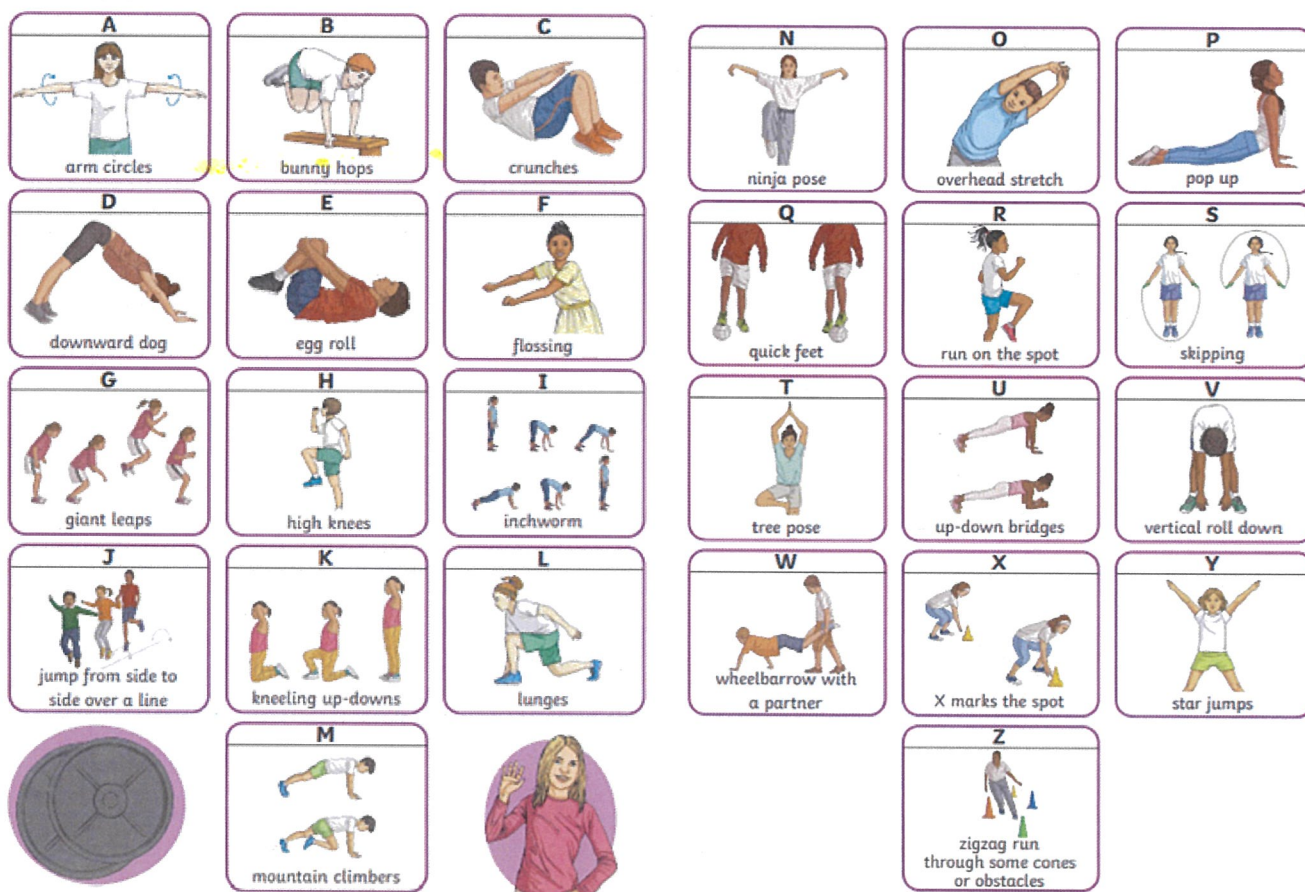 A
arm circles
B
bunny hops
C
crunches
D
downward dog
E
egg roll
F
flossing
G
giant leaps
H
high knees
I
inchworm
J
jump from side to
side over a line
K
kneeling up-downs
L
lunges
M
mountain climbers
N
ninja pose
O
overhead stretch
P
pop up
Q
quick feet
R
run on the spot
S
skipping
T
tree pose
U
up-down bridges
V
vertical roll down
W
wheelbarrow with
a partner
X
X marks the spot
Y
star jumps
Z
zigzag run
through some cones
or obstacles